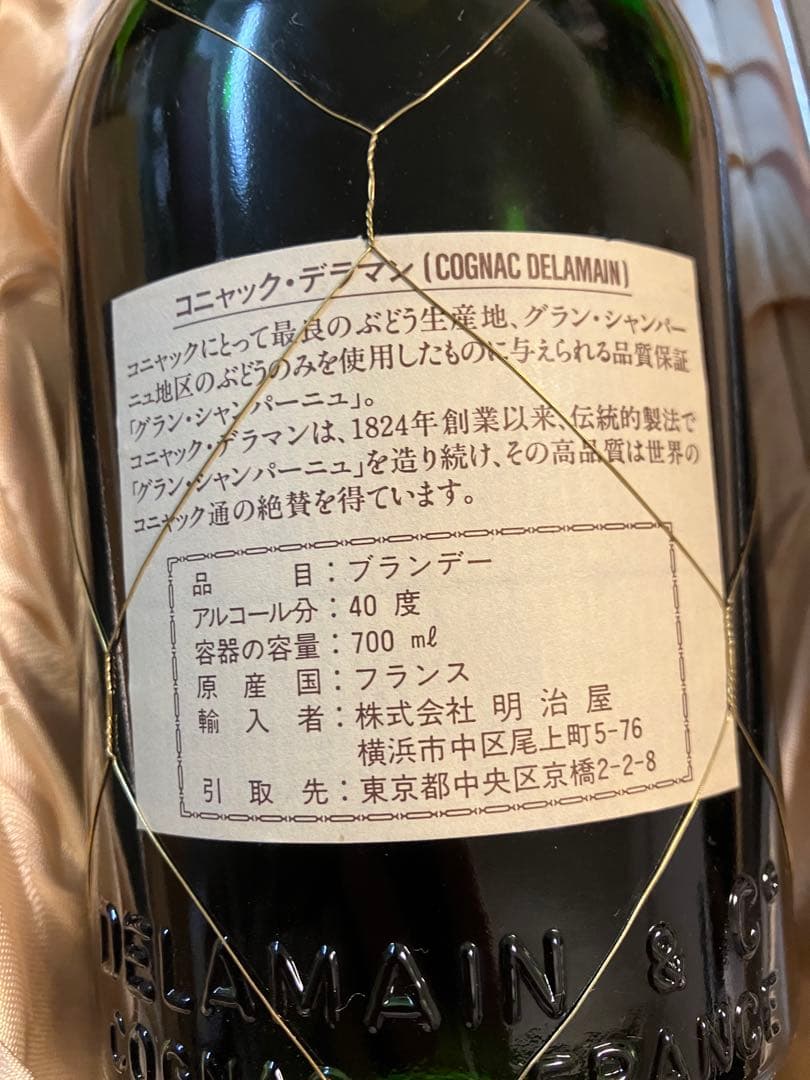 コニャック・デラマン(COGNAC DELAMAIN)
コニャックにとって最良のぶどう生産地、グラン・シャンパー
ニュ地区のぶどうのみを使用したものに与えられる品質保証
「グラン・シャンパーニュ」。
コニャック・デラマンは、1824年創業以来、伝統的製法で
「グラン・シャンパーニュ」を造り続け、その高品質は世界の
コニャック通の絶賛を得ています。
品目：ブランデー
アルコール分：40 度
容器の容量：700 ml
原産国：フランス
輸入者：株式会社 明治屋
横浜市中区尾上町5-76
引取先：東京都中央区京橋2-2-8
DELAMAIN & Cº
COGNAC FRANCE